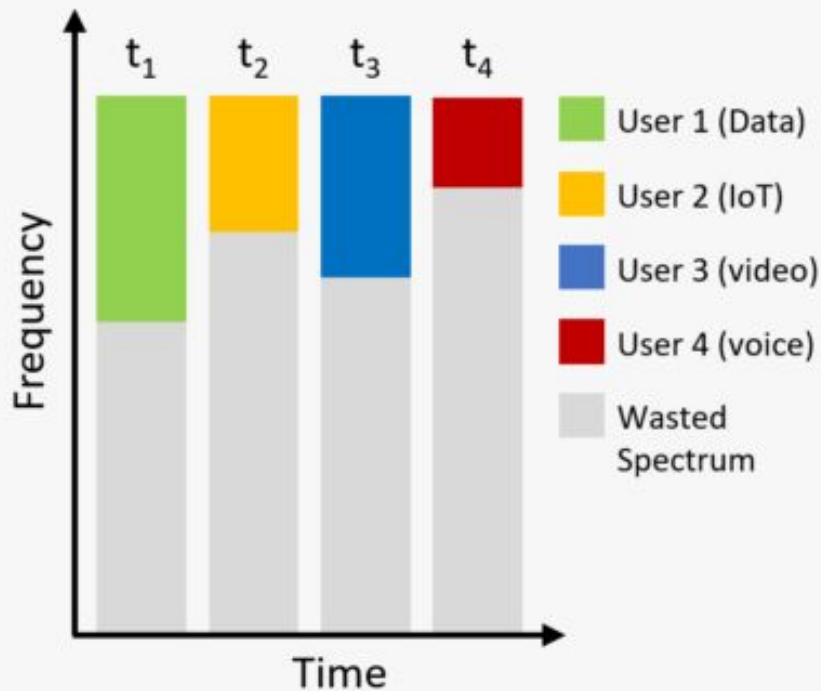 t₁ t₂ t₃ t₄
User 1 (Data)
User 2 (IoT)
User 3 (video)
User 4 (voice)
Wasted
Spectrum
Frequency
Time